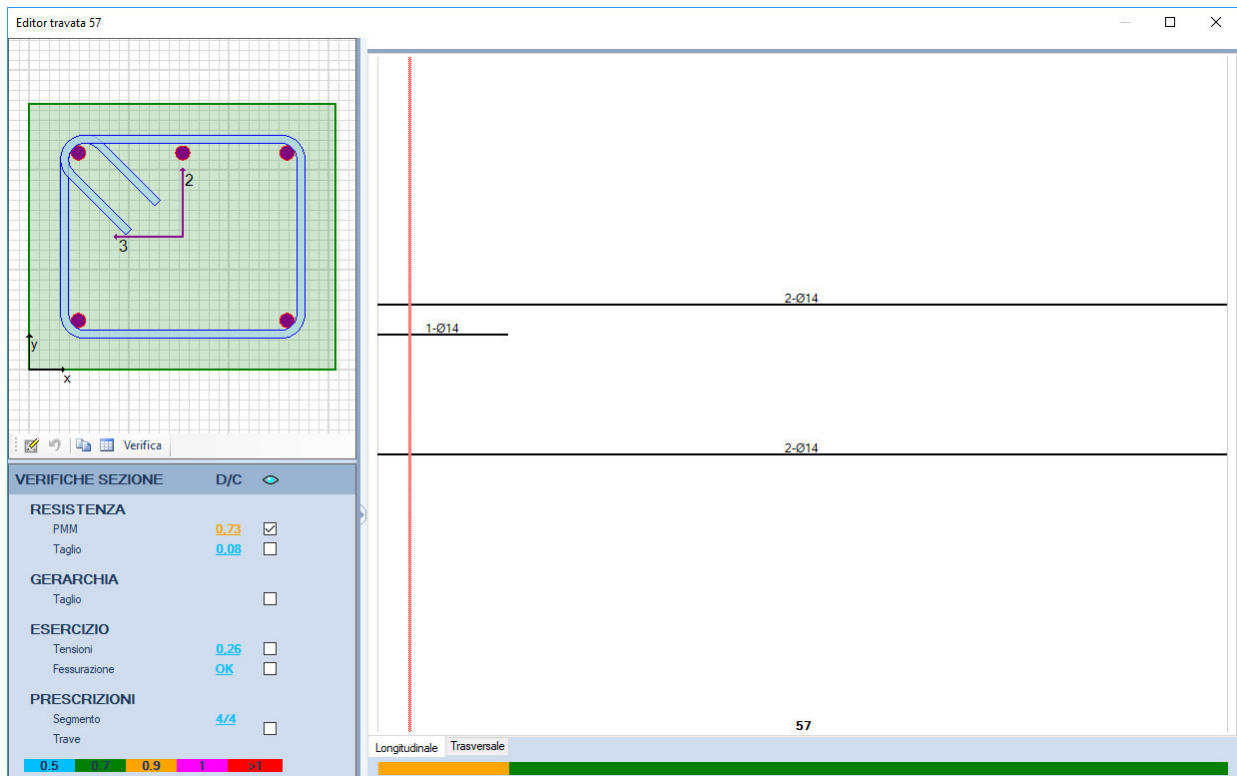 Editor travata 57
2
3
y
x
Verifica
VERIFICHE SEZIONE D/C
RESISTENZA
PMM 0,73
Taglio 0,08
GERARCHIA
Taglio
ESERCIZIO
Tensioni 0,26
Fessurazione OK
PRESCRIZIONI
Segmento 4/4
Trave
0.5 0.7 0.9 1 >1
2-Ø14
1-Ø14
2-Ø14
57
Longitudinale Trasversale